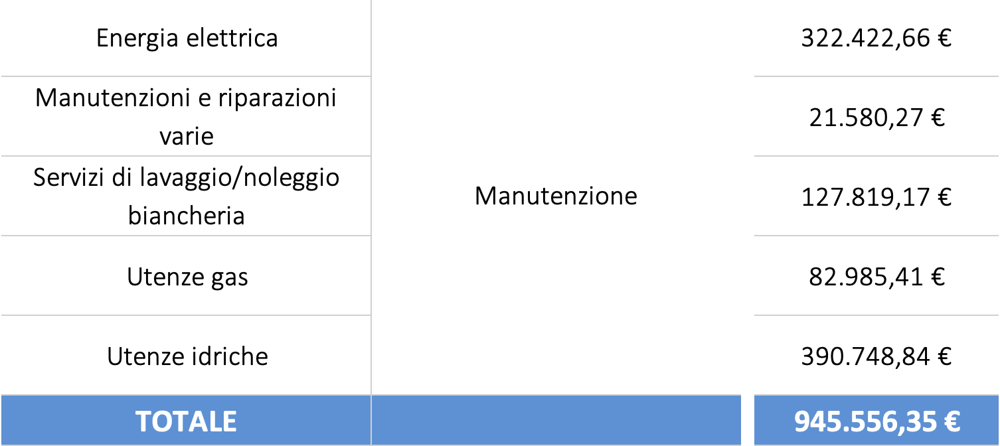 Energia elettrica
322.422,66 €
Manutenzioni e riparazioni
varie
21.580,27 €
Servizi di lavaggio/noleggio
biancheria
Manutenzione
127.819,17 €
Utenze gas
82.985,41 €
Utenze idriche
390.748,84 €
TOTALE
945.556,35 €